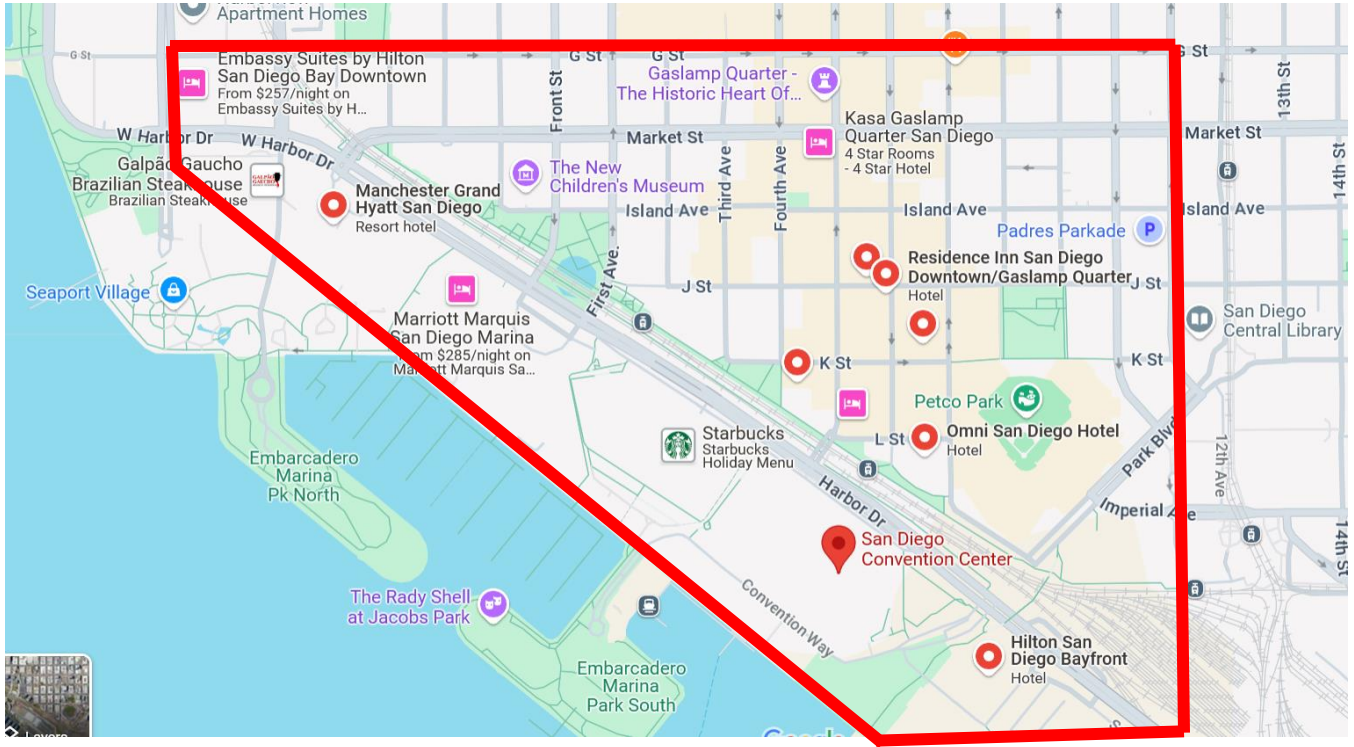 Apartment Homes
G St
G St
G St
G St
Embassy Suites by Hilton
San Diego Bay Downtown
From $257/night on
Embassy Suites by H...
Front St
Gaslamp Quarter -
The Historic Heart Of...
13th St
W Harbor Dr
W Harbor Dr
Market St
Kasa Gaslamp
Quarter San Diego
4 Star Rooms
- 4 Star Hotel
Market St
14th St
Galpão Gaucho
Brazilian Steakhouse
Brazilian Steakhouse
Manchester Grand
Hyatt San Diego
Resort hotel
The New
Children's Museum
Third Ave
Fourth Ave
Island Ave
Island Ave
Island Ave
Padres Parkade
P
Residence Inn San Diego
Downtown/Gaslamp Quarter
Hotel
J St
J St
Seaport Village
First Ave.
San Diego
Central Library
Marriott Marquis
San Diego Marina
From $285/night on
Marriott Marquis Sa...
K St
K St
Petco Park
Omni San Diego Hotel
Hotel
L St
Starbucks
Starbucks
Holiday Menu
Park Blvd
12th Ave
Embarcadero
Marina
Pk North
Harbor Dr
Imperial Ave
14th St
San Diego
Convention Center
Convention Way
The Rady Shell
at Jacobs Park
Hilton San
Diego Bayfront
Hotel
Embarcadero
Marina
Park South
Google
Layers